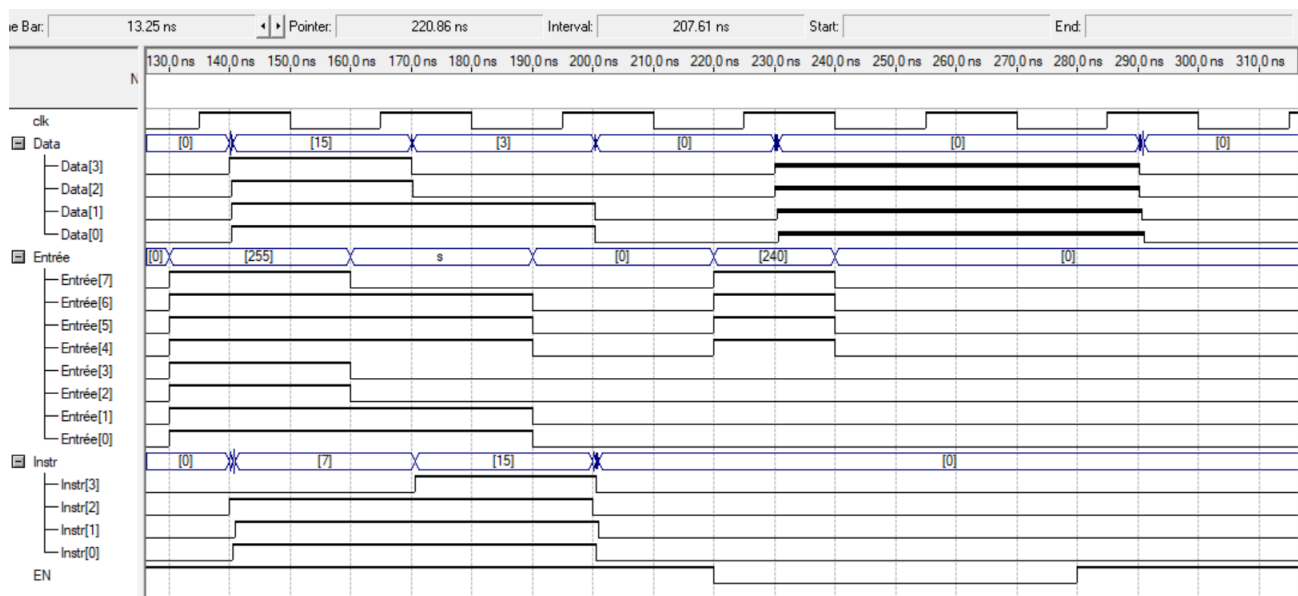 ne Bar: 13.25 ns Pointer: 220.86 ns Interval: 207.61 ns Start: End:
130,0 ns 140,0 ns 150,0 ns 160,0 ns 170,0 ns 180,0 ns 190,0 ns 200,0 ns 210,0 ns 220,0 ns 230,0 ns 240,0 ns 250,0 ns 260,0 ns 270,0 ns 280,0 ns 290,0 ns 300,0 ns 310,0 ns
N
clk
Data [0] [15] [3] [0] [0] [0]
Data[3]
Data[2]
Data[1]
Data[0]
Entrée [0] [255] s [0] [240] [0]
Entrée[7]
Entrée[6]
Entrée[5]
Entrée[4]
Entrée[3]
Entrée[2]
Entrée[1]
Entrée[0]
Instr [0] [7] [15] [0]
Instr[3]
Instr[2]
Instr[1]
Instr[0]
EN